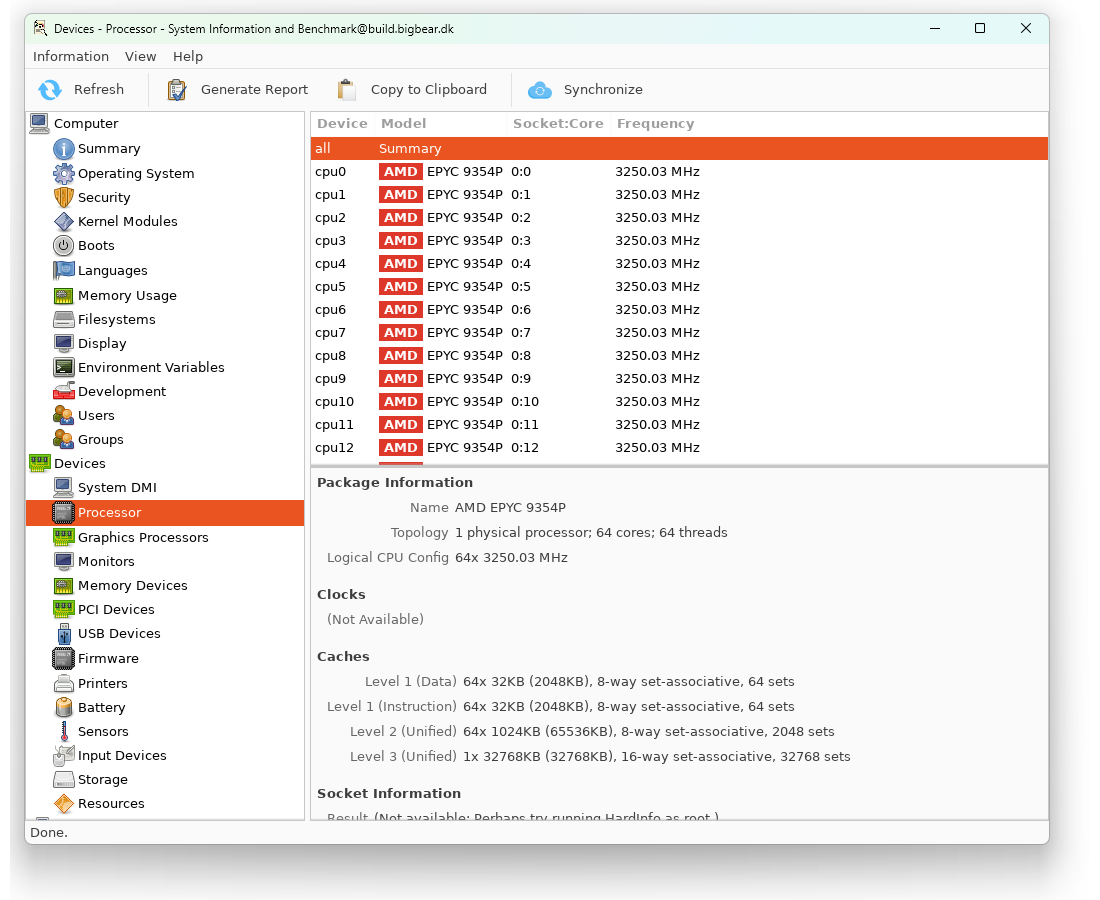 Devices - Processor - System Information and Benchmark@build.bigbear.dk
Information View Help
Refresh Generate Report Copy to Clipboard Synchronize
Computer
Summary
Operating System
Security
Kernel Modules
Boots
Languages
Memory Usage
Filesystems
Display
Environment Variables
Development
Users
Groups
Devices
System DMI
Processor
Graphics Processors
Monitors
Memory Devices
PCI Devices
USB Devices
Firmware
Printers
Battery
Sensors
Input Devices
Storage
Resources
Device Model Socket:Core Frequency
all Summary
cpu0 AMD EPYC 9354P 0:0 3250.03 MHz
cpu1 AMD EPYC 9354P 0:1 3250.03 MHz
cpu2 AMD EPYC 9354P 0:2 3250.03 MHz
cpu3 AMD EPYC 9354P 0:3 3250.03 MHz
cpu4 AMD EPYC 9354P 0:4 3250.03 MHz
cpu5 AMD EPYC 9354P 0:5 3250.03 MHz
cpu6 AMD EPYC 9354P 0:6 3250.03 MHz
cpu7 AMD EPYC 9354P 0:7 3250.03 MHz
cpu8 AMD EPYC 9354P 0:8 3250.03 MHz
cpu9 AMD EPYC 9354P 0:9 3250.03 MHz
cpu10 AMD EPYC 9354P 0:10 3250.03 MHz
cpu11 AMD EPYC 9354P 0:11 3250.03 MHz
cpu12 AMD EPYC 9354P 0:12 3250.03 MHz
Package Information
Name AMD EPYC 9354P
Topology 1 physical processor; 64 cores; 64 threads
Logical CPU Config 64x 3250.03 MHz
Clocks
(Not Available)
Caches
Level 1 (Data) 64x 32KB (2048KB), 8-way set-associative, 64 sets
Level 1 (Instruction) 64x 32KB (2048KB), 8-way set-associative, 64 sets
Level 2 (Unified) 64x 1024KB (65536KB), 8-way set-associative, 2048 sets
Level 3 (Unified) 1x 32768KB (32768KB), 16-way set-associative, 32768 sets
Socket Information
Result (Not available; Perhaps try running HardInfo as root.)
Done.